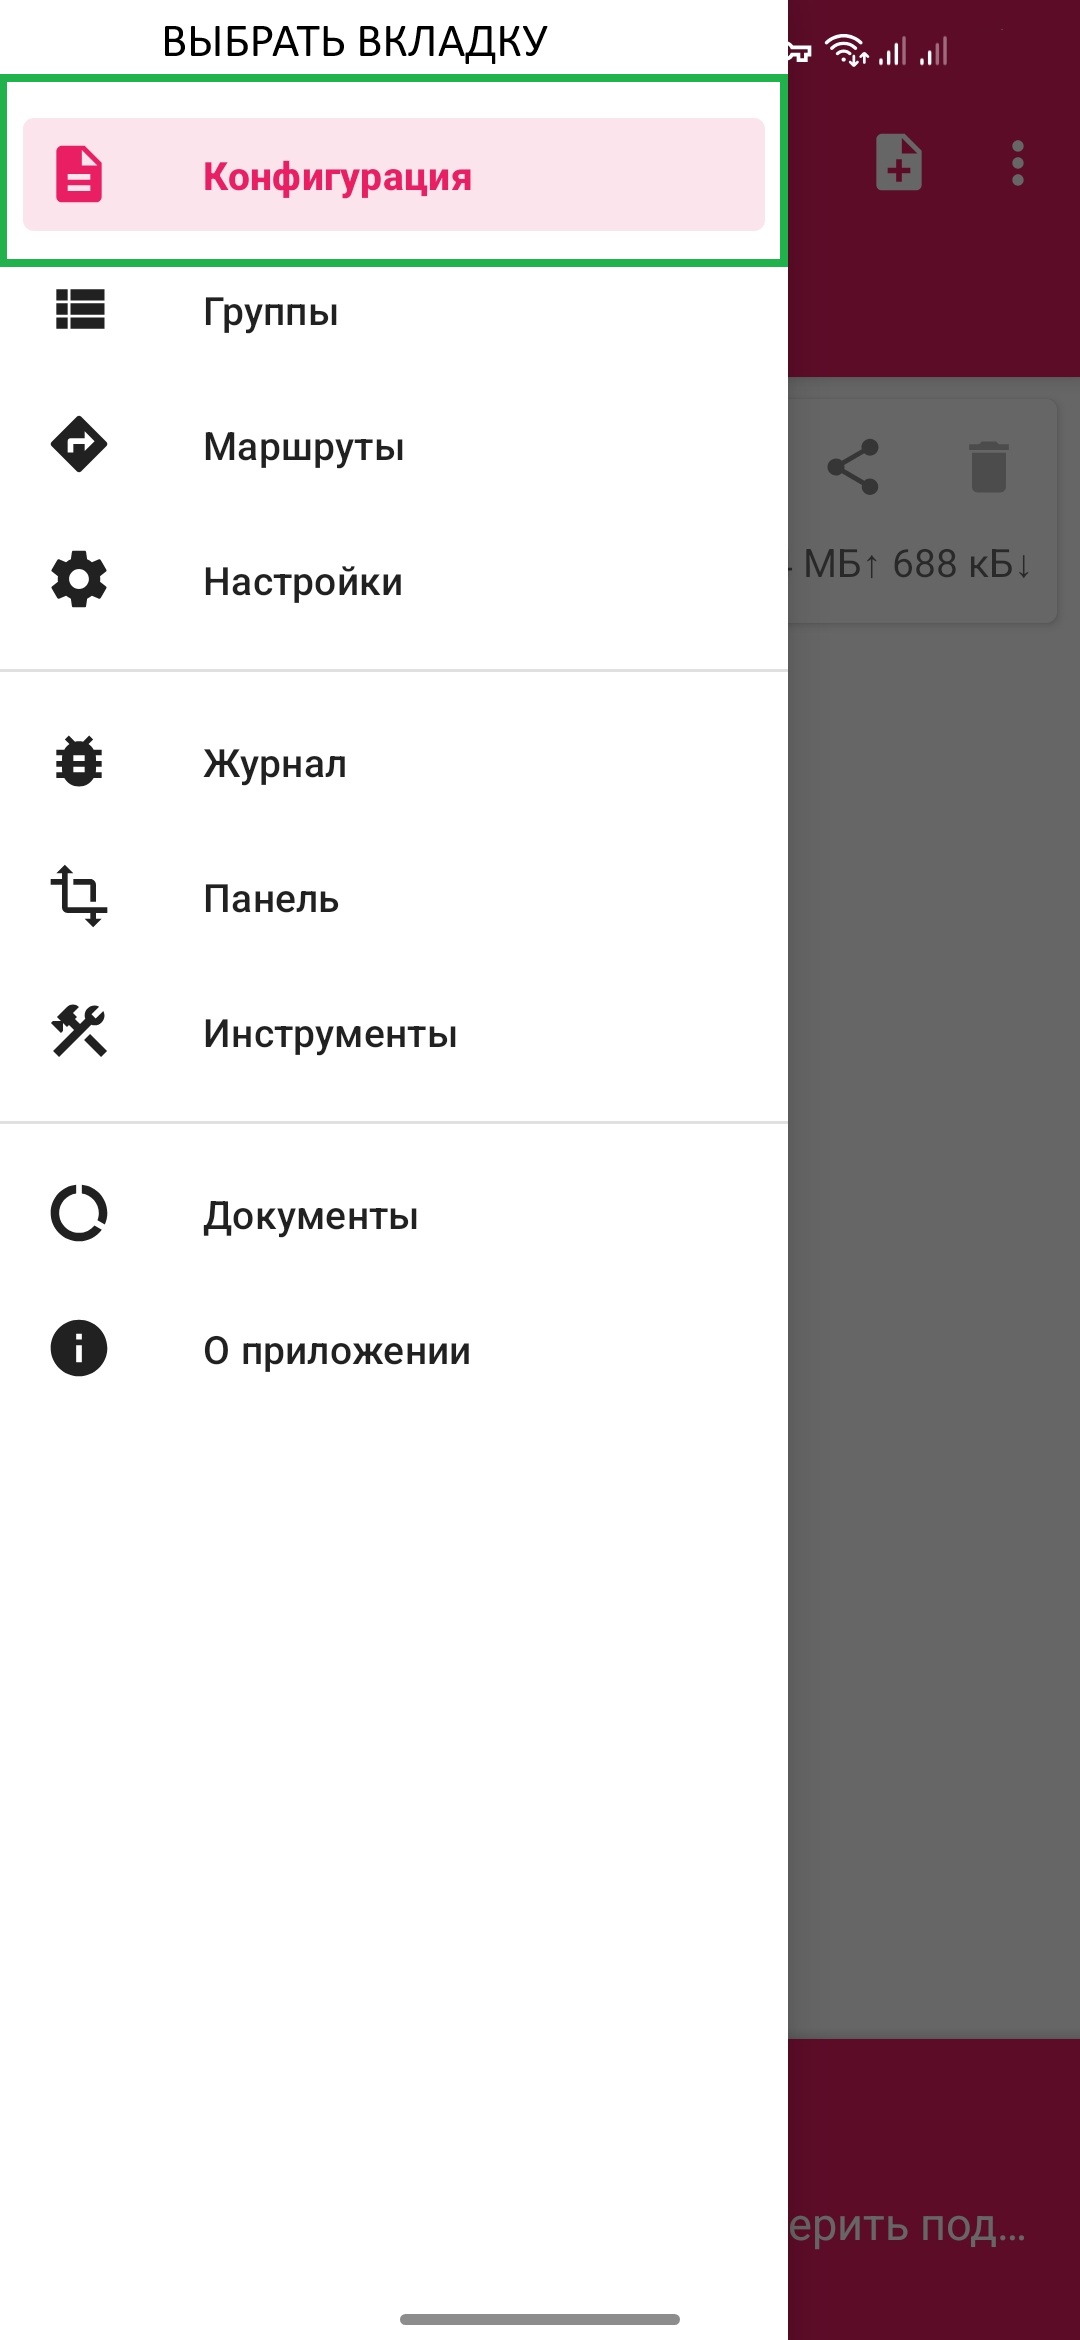 ВЫБРАТЬ ВКЛАДКУ
Конфигурация
Группы
Маршруты
Настройки
МБ↑ 688 кБ↓
Журнал
Панель
Инструменты
Документы
О приложении
ерить под...